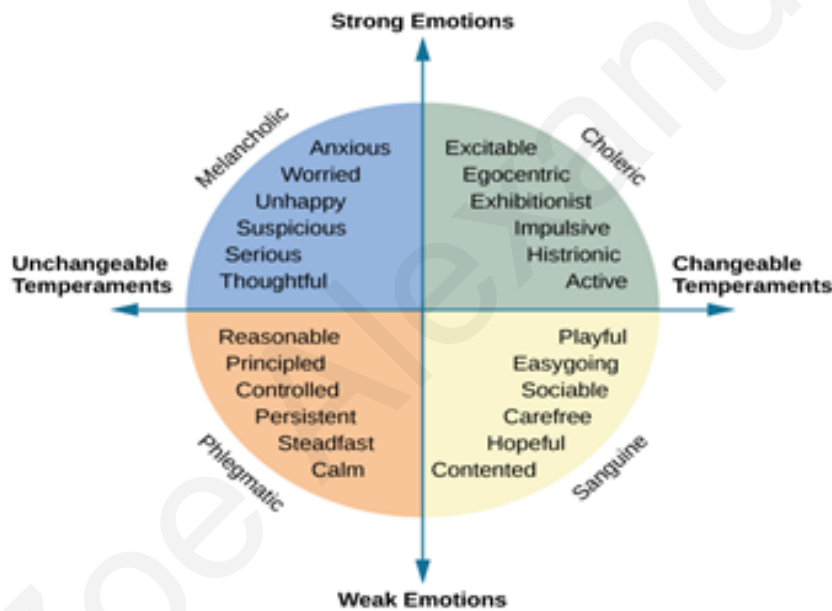 Strong Emotions
Melancholic
Choleric
Anxious
Worried
Unhappy
Suspicious
Serious
Thoughtful
Excitable
Egocentric
Exhibitionist
Impulsive
Histrionic
Active
Unchangeable
Temperaments
Changeable
Temperaments
Reasonable
Principled
Controlled
Persistent
Steadfast
Calm
Playful
Easygoing
Sociable
Carefree
Hopeful
Contented
Phlegmatic
Sanguine
Weak Emotions